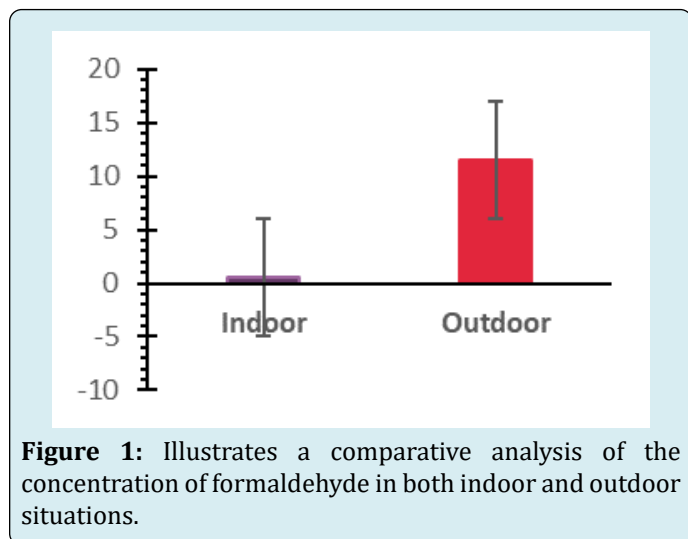 20
15
10
5
0
-5
-10
Indoor Outdoor
Figure 1: Illustrates a comparative analysis of the
concentration of formaldehyde in both indoor and outdoor
situations.